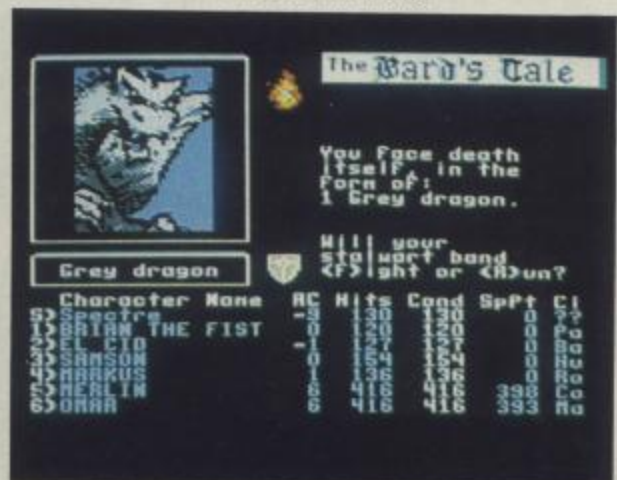 The Bard's Tale
You face death
itself, in the
form of:
1 Grey dragon.
Will your
stalwart band
<F>ight or <R>un?
Grey dragon
Character Name AC Hits Cond SpPt Cl
S>Spectre -9 130 130 0 ??
1>BRIAN THE FIST 0 120 120 0 Pa
2>EL CID -1 127 127 0 Ba
3>SAMSON 0 154 154 0 Hu
4>MARKUS 1 136 136 0 Ro
5>MERLIN 6 416 416 398 Co
6>OMAR 6 416 416 393 Ma